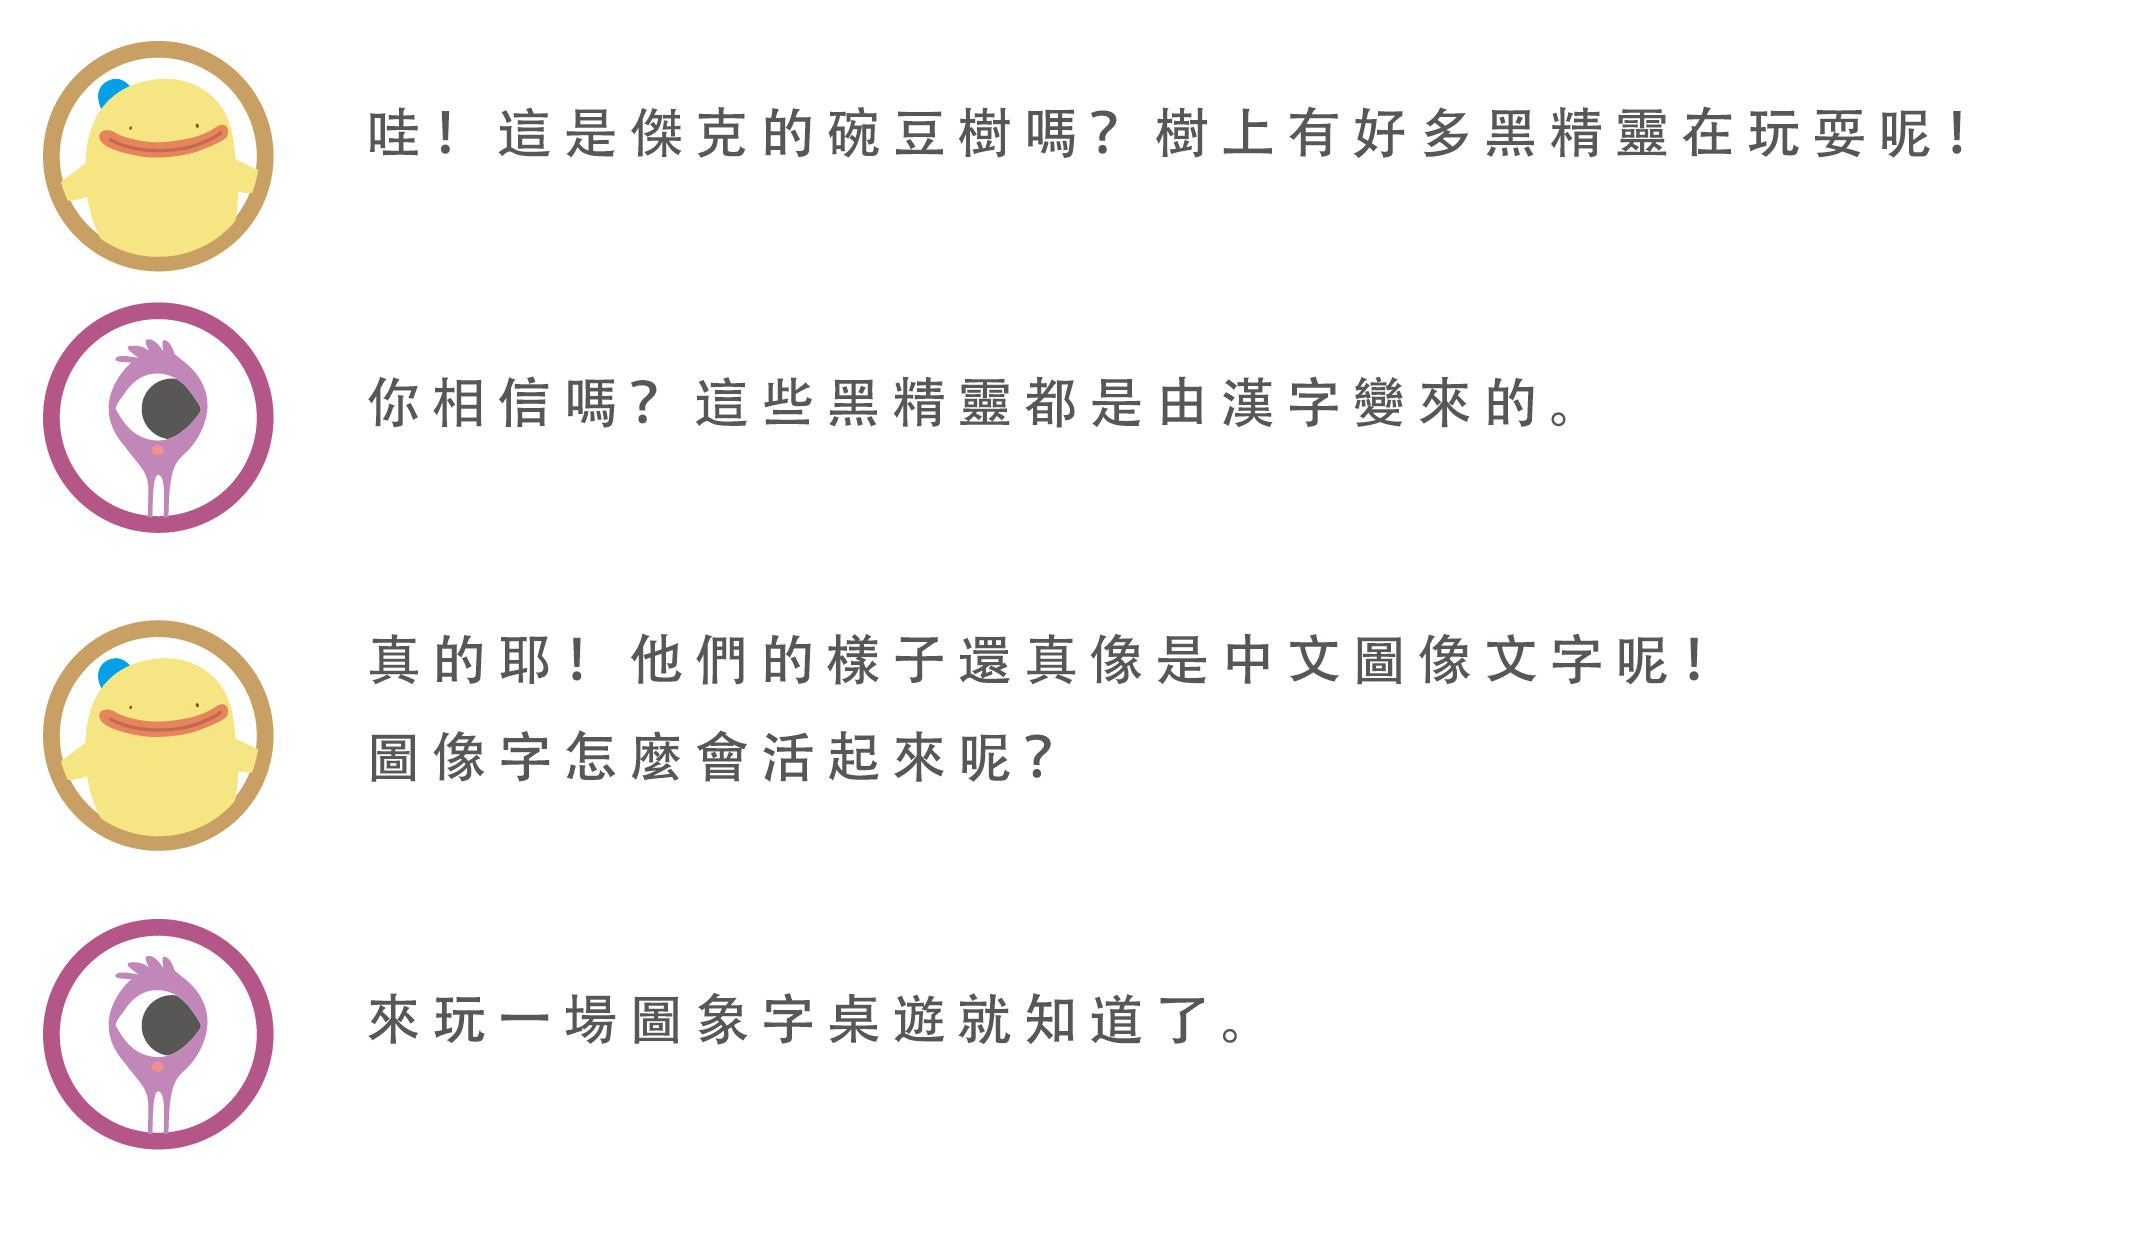 哇！這是傑克的碗豆樹嗎？樹上有好多黑精靈在玩耍呢！
你相信嗎？這些黑精靈都是由漢字變來的。
真的耶！他們的樣子還真像是中文圖像文字呢！
圖像字怎麼會活起來呢？
來玩一場圖象字桌遊就知道了。